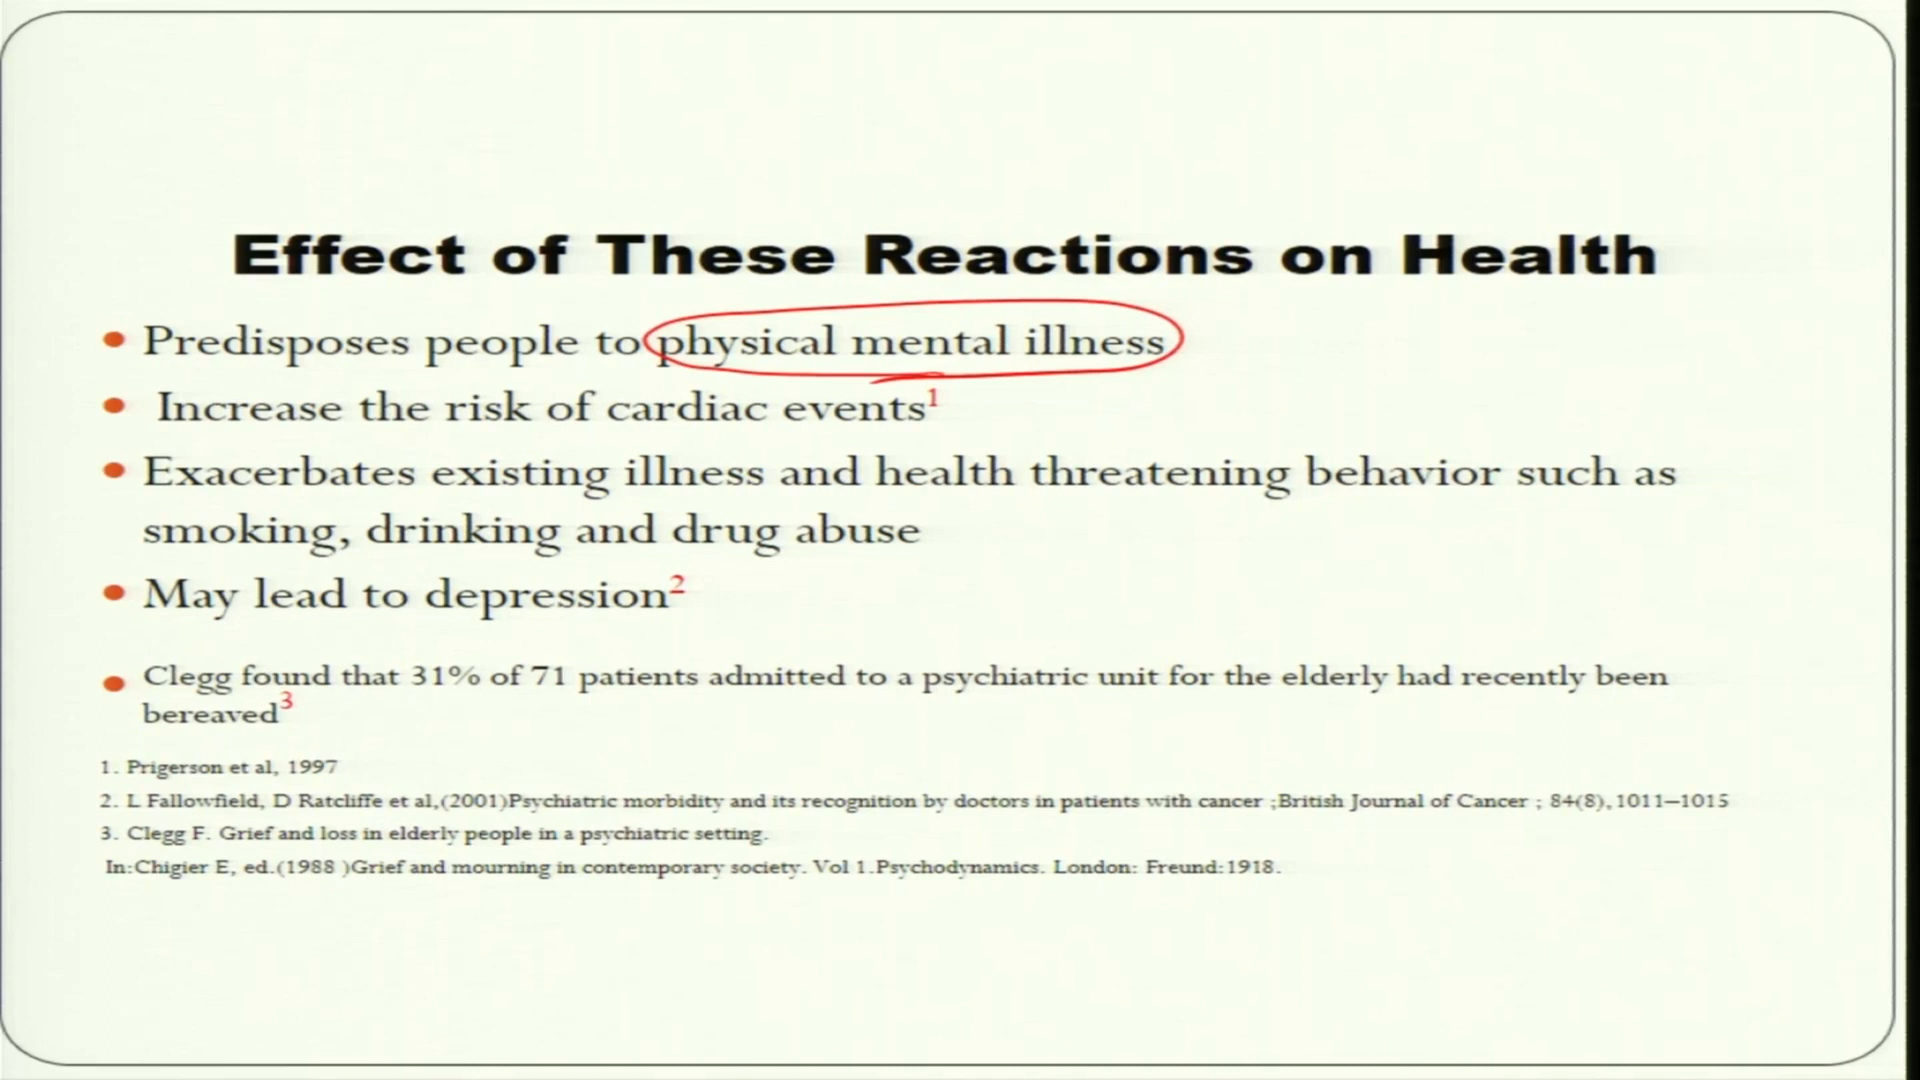 Effect of These Reactions on Health
• Predisposes people to physical mental illness
• Increase the risk of cardiac events1
• Exacerbates existing illness and health threatening behavior such as
smoking, drinking and drug abuse
• May lead to depression2
• Clegg found that 31% of 71 patients admitted to a psychiatric unit for the elderly had recently been
bereaved3
1. Prigerson et al, 1997
2. L Fallowfield, D Ratcliffe et al,(2001)Psychiatric morbidity and its recognition by doctors in patients with cancer ;British Journal of Cancer ; 84(8), 1011–1015
3. Clegg F. Grief and loss in elderly people in a psychiatric setting.
In:Chigier E, ed.(1988 )Grief and mourning in contemporary society. Vol 1.Psychodynamics. London: Freund:1918.